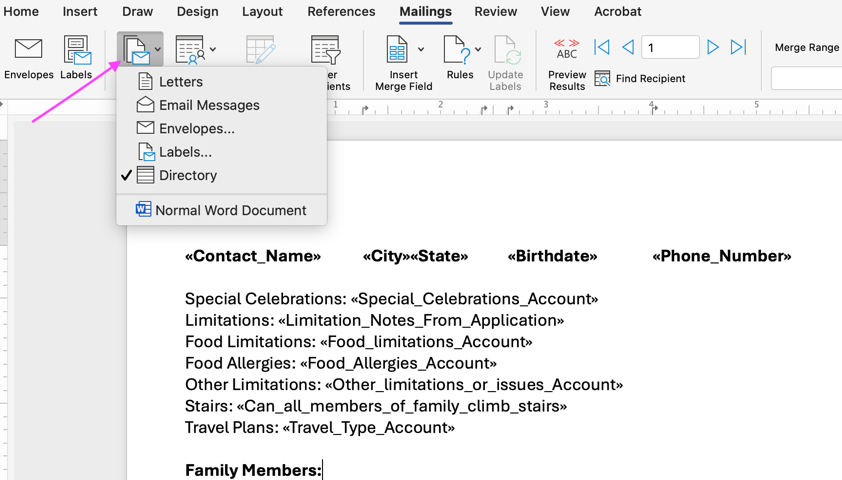 Home Insert Draw Design Layout References Mailings Review View Acrobat
1
Merge Range
ABC
Envelopes Labels
er
ients
Insert
Merge Field
Rules
Update
Labels
Preview
Results
Find Recipient
Letters
Email Messages
Envelopes...
Labels...
Directory
Normal Word Document
1 2 3 4 5
«Contact_Name» «City»«State» «Birthdate» «Phone_Number»
Special Celebrations: «Special_Celebrations_Account»
Limitations: «Limitation_Notes_From_Application»
Food Limitations: «Food_limitations_Account»
Food Allergies: «Food_Allergies_Account»
Other Limitations: «Other_limitations_or_issues_Account»
Stairs: «Can_all_members_of_family_climb_stairs»
Travel Plans: «Travel_Type_Account»
Family Members: